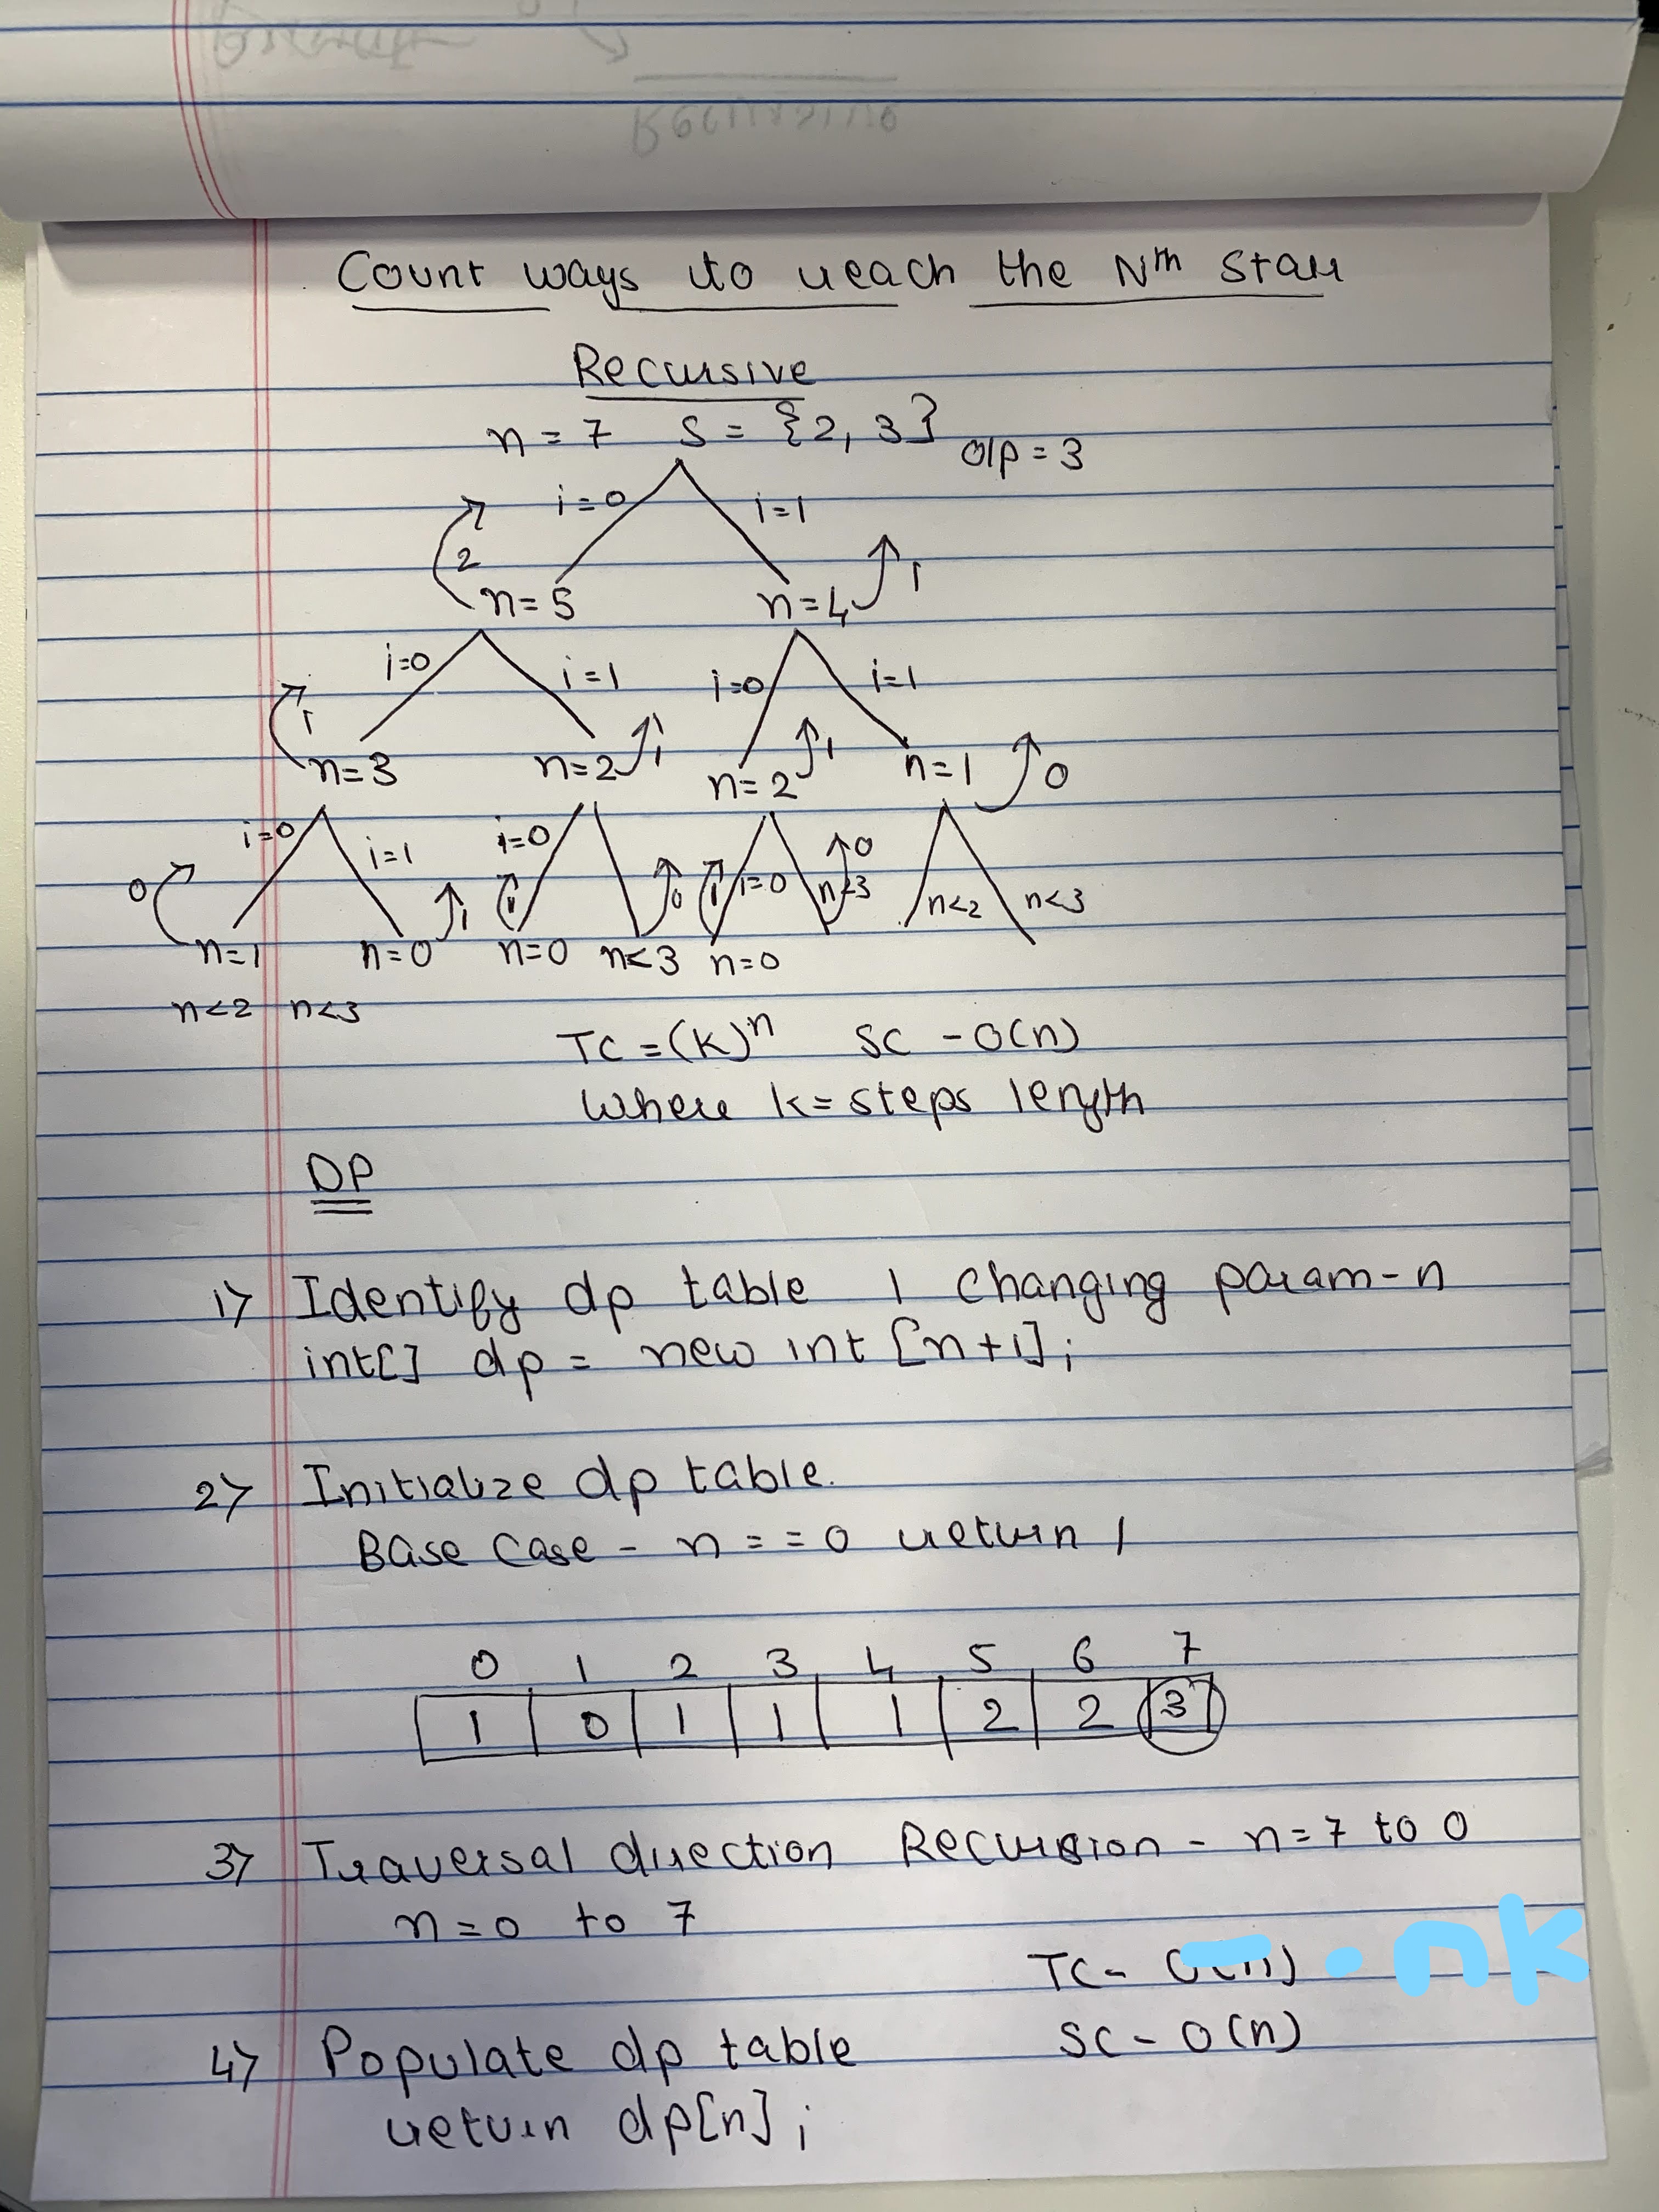 Count ways to reach the Nth stair
Recursive
n = 7 S = {2, 3} O/P = 3
i=0 i=1
2 1
n=5 n=4
i=0 i=1 i=0 i=1
1 1 1 0
n=3 n=2 n=2 n=1
i=0 i=1 i=0 i=0 n<3 n<2 n<3
0 1 1 0 1 0
n=1 n=0 n=0 n<3 n=0
n<2 n<3
TC = (K)^n SC - O(n)
where k= steps length
DP
1> Identify dp table 1 changing param - n
int[] dp = new int [n+1];
2> Initialize dp table.
Base case - n == 0 return 1
0 1 2 3 4 5 6 7
1 0 1 1 1 2 2 3
3> Traversal direction Recursion - n=7 to 0
n=0 to 7
TC - O(n) . nk
4> Populate dp table SC - O(n)
return dp[n];